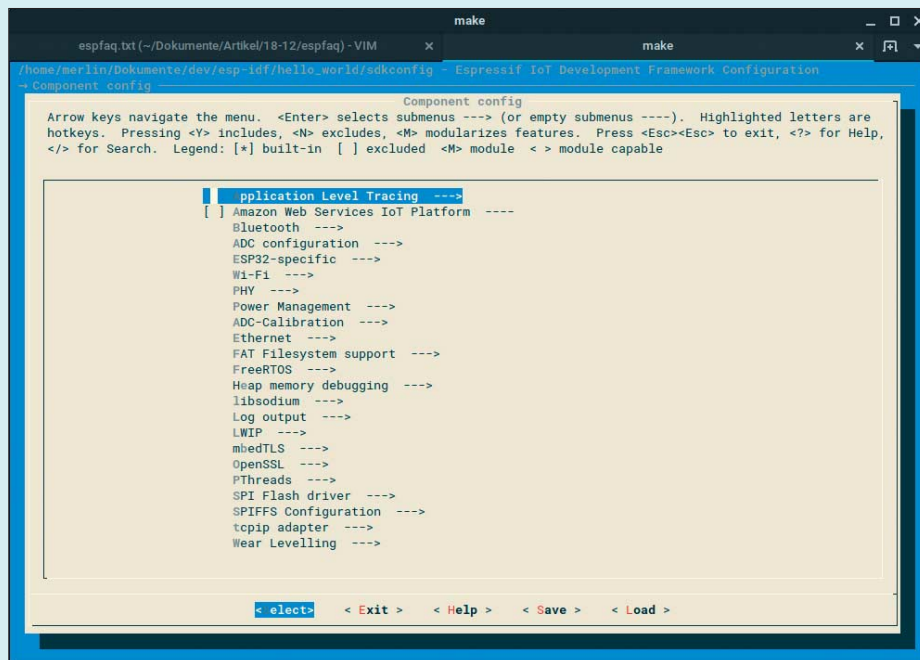 make
espfaq.txt (~/Dokumente/Artikel/18-12/espfaq) - VIM × make ×
/home/merlin/Dokumente/dev/esp-idf/hello_world/sdkconfig - Espressif IoT Development Framework Configuration
→ Component config
Component config
Arrow keys navigate the menu. <Enter> selects submenus ---> (or empty submenus ----). Highlighted letters are
hotkeys. Pressing <Y> includes, <N> excludes, <M> modularizes features. Press <Esc><Esc> to exit, <?> for Help,
</> for Search. Legend: [*] built-in [ ] excluded <M> module < > module capable
pplication Level Tracing --->
[ ] Amazon Web Services IoT Platform ----
Bluetooth --->
ADC configuration --->
ESP32-specific --->
Wi-Fi --->
PHY --->
Power Management --->
ADC-Calibration --->
Ethernet --->
FAT Filesystem support --->
FreeRTOS --->
Heap memory debugging --->
libsodium --->
Log output --->
LWIP --->
mbedTLS --->
OpenSSL --->
PThreads --->
SPI Flash driver --->
SPIFFS Configuration --->
tcpip adapter --->
Wear Levelling --->
< elect> < Exit > < Help > < Save > < Load >